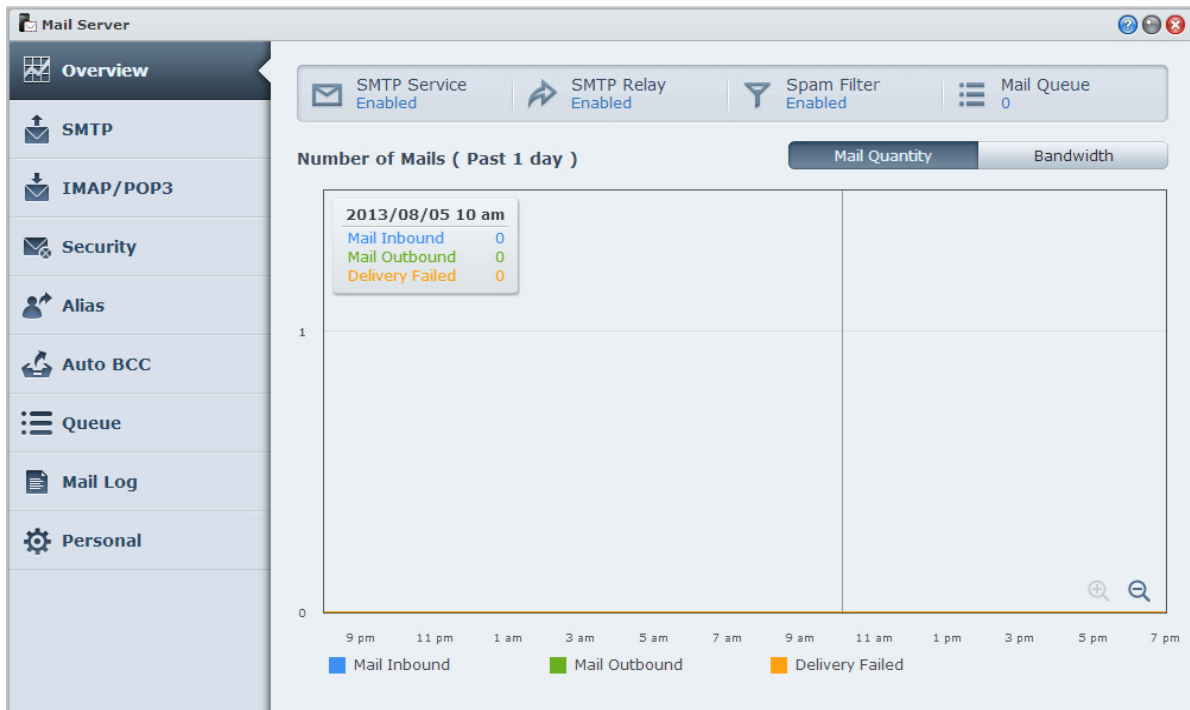 Mail Server
Overview
SMTP
IMAP/POP3
Security
Alias
Auto BCC
Queue
Mail Log
Personal
SMTP Service
Enabled
SMTP Relay
Enabled
Spam Filter
Enabled
Mail Queue
0
Number of Mails ( Past 1 day )
Mail Quantity
Bandwidth
2013/08/05 10 am
Mail Inbound 0
Mail Outbound 0
Delivery Failed 0
1
0
9 pm 11 pm 1 am 3 am 5 am 7 am 9 am 11 am 1 pm 3 pm 5 pm 7 pm
Mail Inbound Mail Outbound Delivery Failed